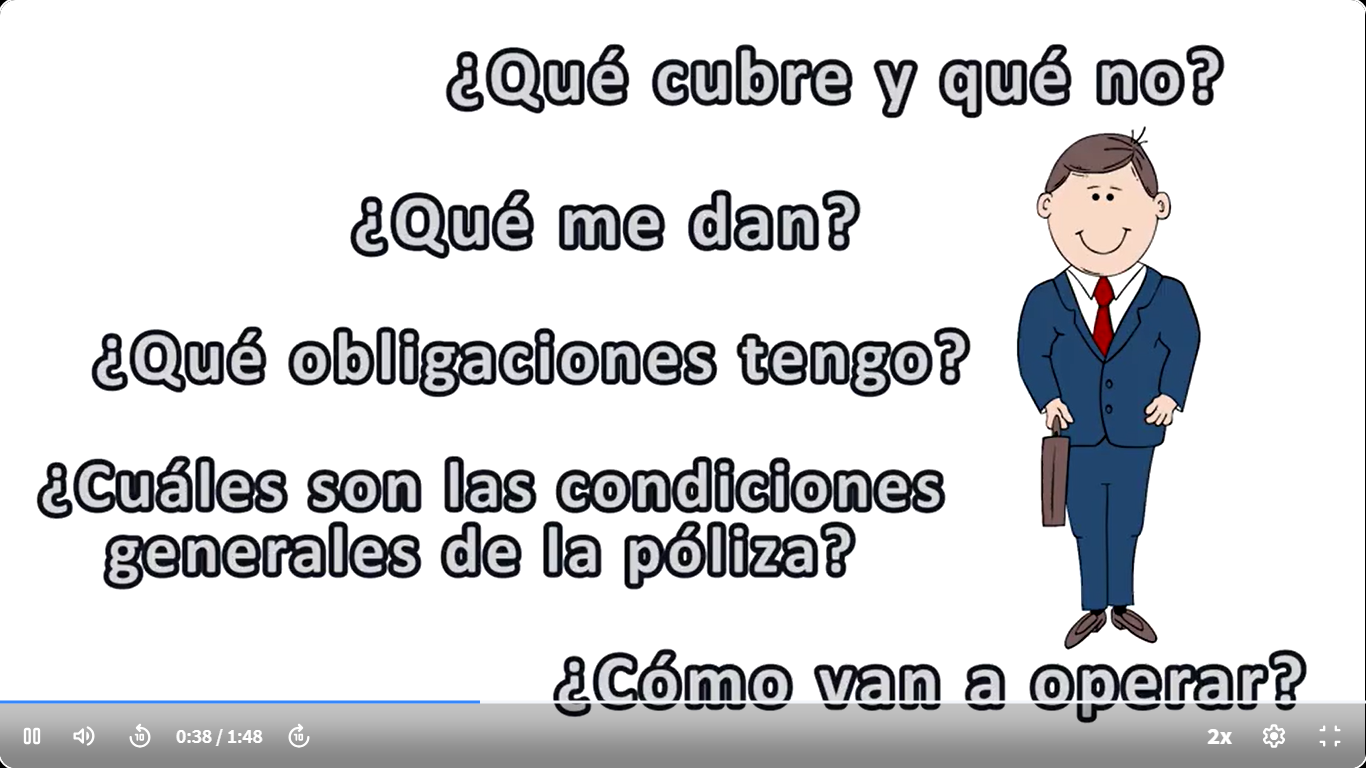 ¿Qué cubre y qué no?
¿Qué me dan?
¿Qué obligaciones tengo?
¿Cuáles son las condiciones
generales de la póliza?
¿Cómo van a operar?
10
0:38 / 1:48
10
2x